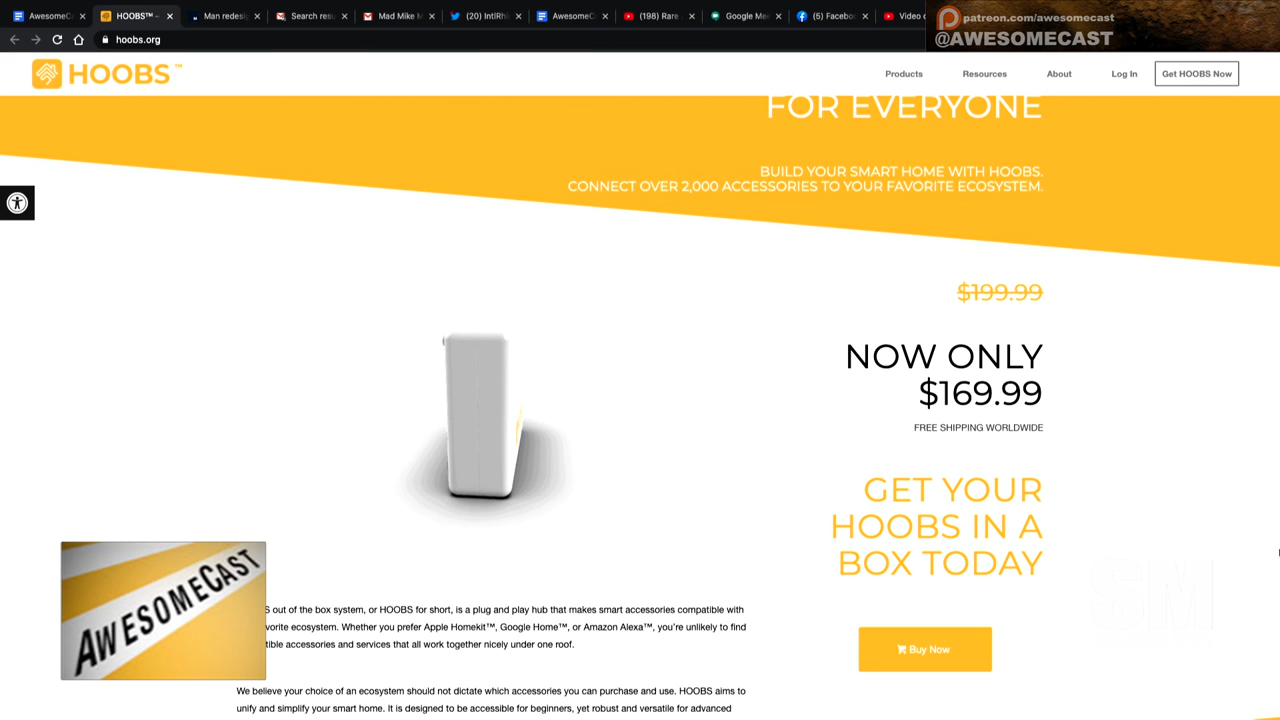 AwesomeC
HOOBS™ -
Man redesi
Search resu
Mad Mike M
(20) IntlRh
AwesomeC
(198) Rare
Google Me
(5) Facebo
Video c
hoobs.org
patreon.com/awesomecast
@AWESOMECAST
HOOBS™
Products
Resources
About
Log In
Get HOOBS Now
FOR EVERYONE
BUILD YOUR SMART HOME WITH HOOBS.
CONNECT OVER 2,000 ACCESSORIES TO YOUR FAVORITE ECOSYSTEM.
$199.99
NOW ONLY
$169.99
FREE SHIPPING WORLDWIDE
GET YOUR
HOOBS IN A
BOX TODAY
Buy Now
AWESOMECAST
S out of the box system, or HOOBS for short, is a plug and play hub that makes smart accessories compatible with
vorite ecosystem. Whether you prefer Apple Homekit™, Google Home™, or Amazon Alexa™, you're unlikely to find
tible accessories and services that all work together nicely under one roof.
We believe your choice of an ecosystem should not dictate which accessories you can purchase and use. HOOBS aims to
unify and simplify your smart home. It is designed to be accessible for beginners, yet robust and versatile for advanced
SM